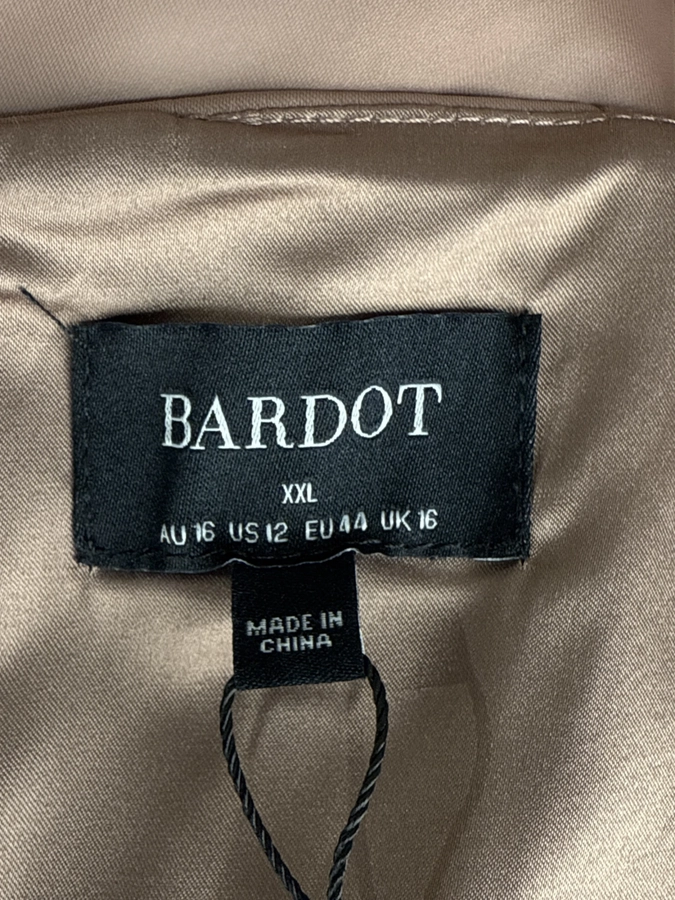 BARDOT
XXL
AU 16 US 12 EU 44 UK 16
MADE IN
CHINA